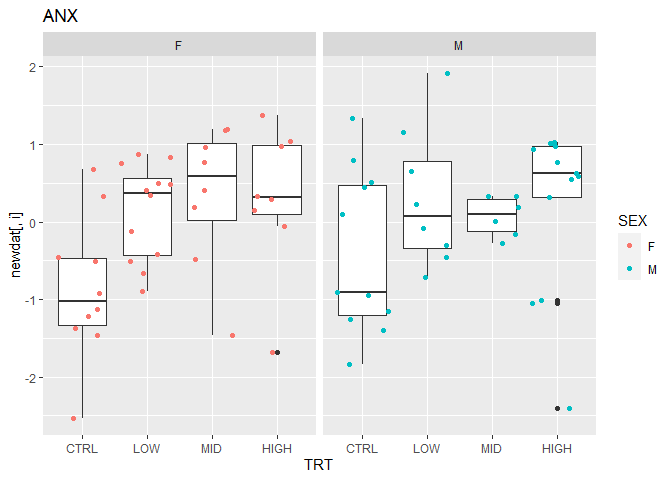 ANX
F
M
2
1
0
-1
-2
newdat[, i]
CTRL
LOW
MID
HIGH
CTRL
LOW
MID
HIGH
TRT
SEX
F
M